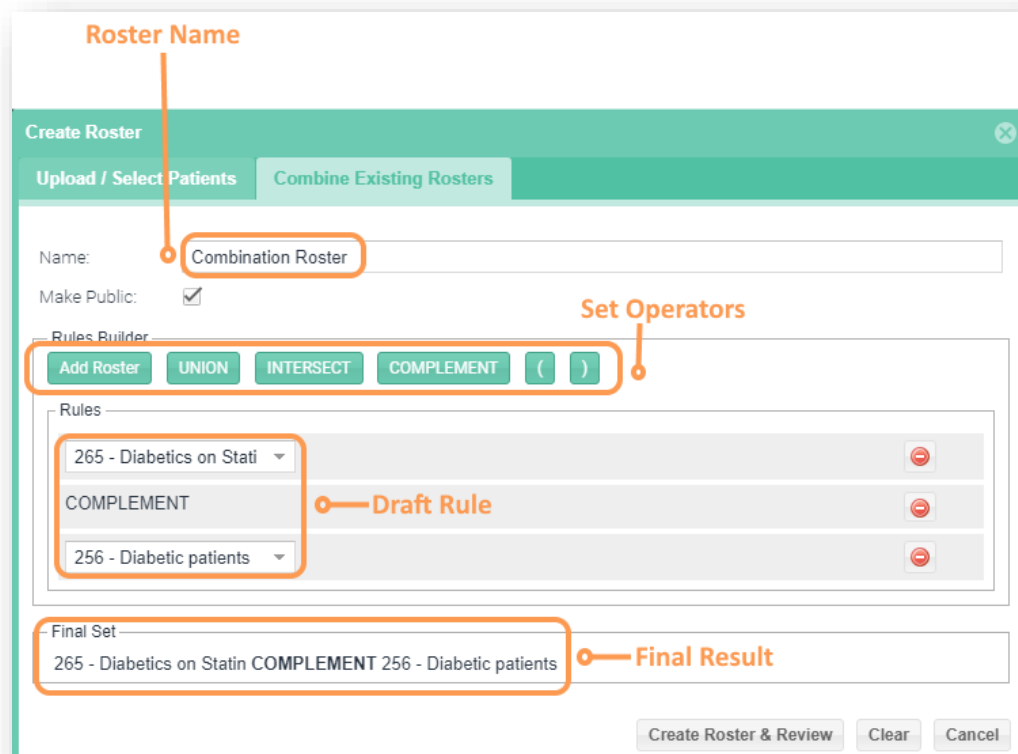 Roster Name
Create Roster
Upload / Select Patients Combine Existing Rosters
Name: Combination Roster
Make Public:
Set Operators
Rules Builder
Add Roster UNION INTERSECT COMPLEMENT ( )
Rules
265 - Diabetics on Stati
COMPLEMENT
Draft Rule
256 - Diabetic patients
Final Set
265 - Diabetics on Statin COMPLEMENT 256 - Diabetic patients
Final Result
Create Roster & Review Clear Cancel